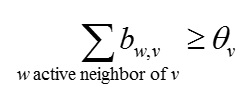 ∑ b_{w,v} ≥ θ_v
w active neighbor of v